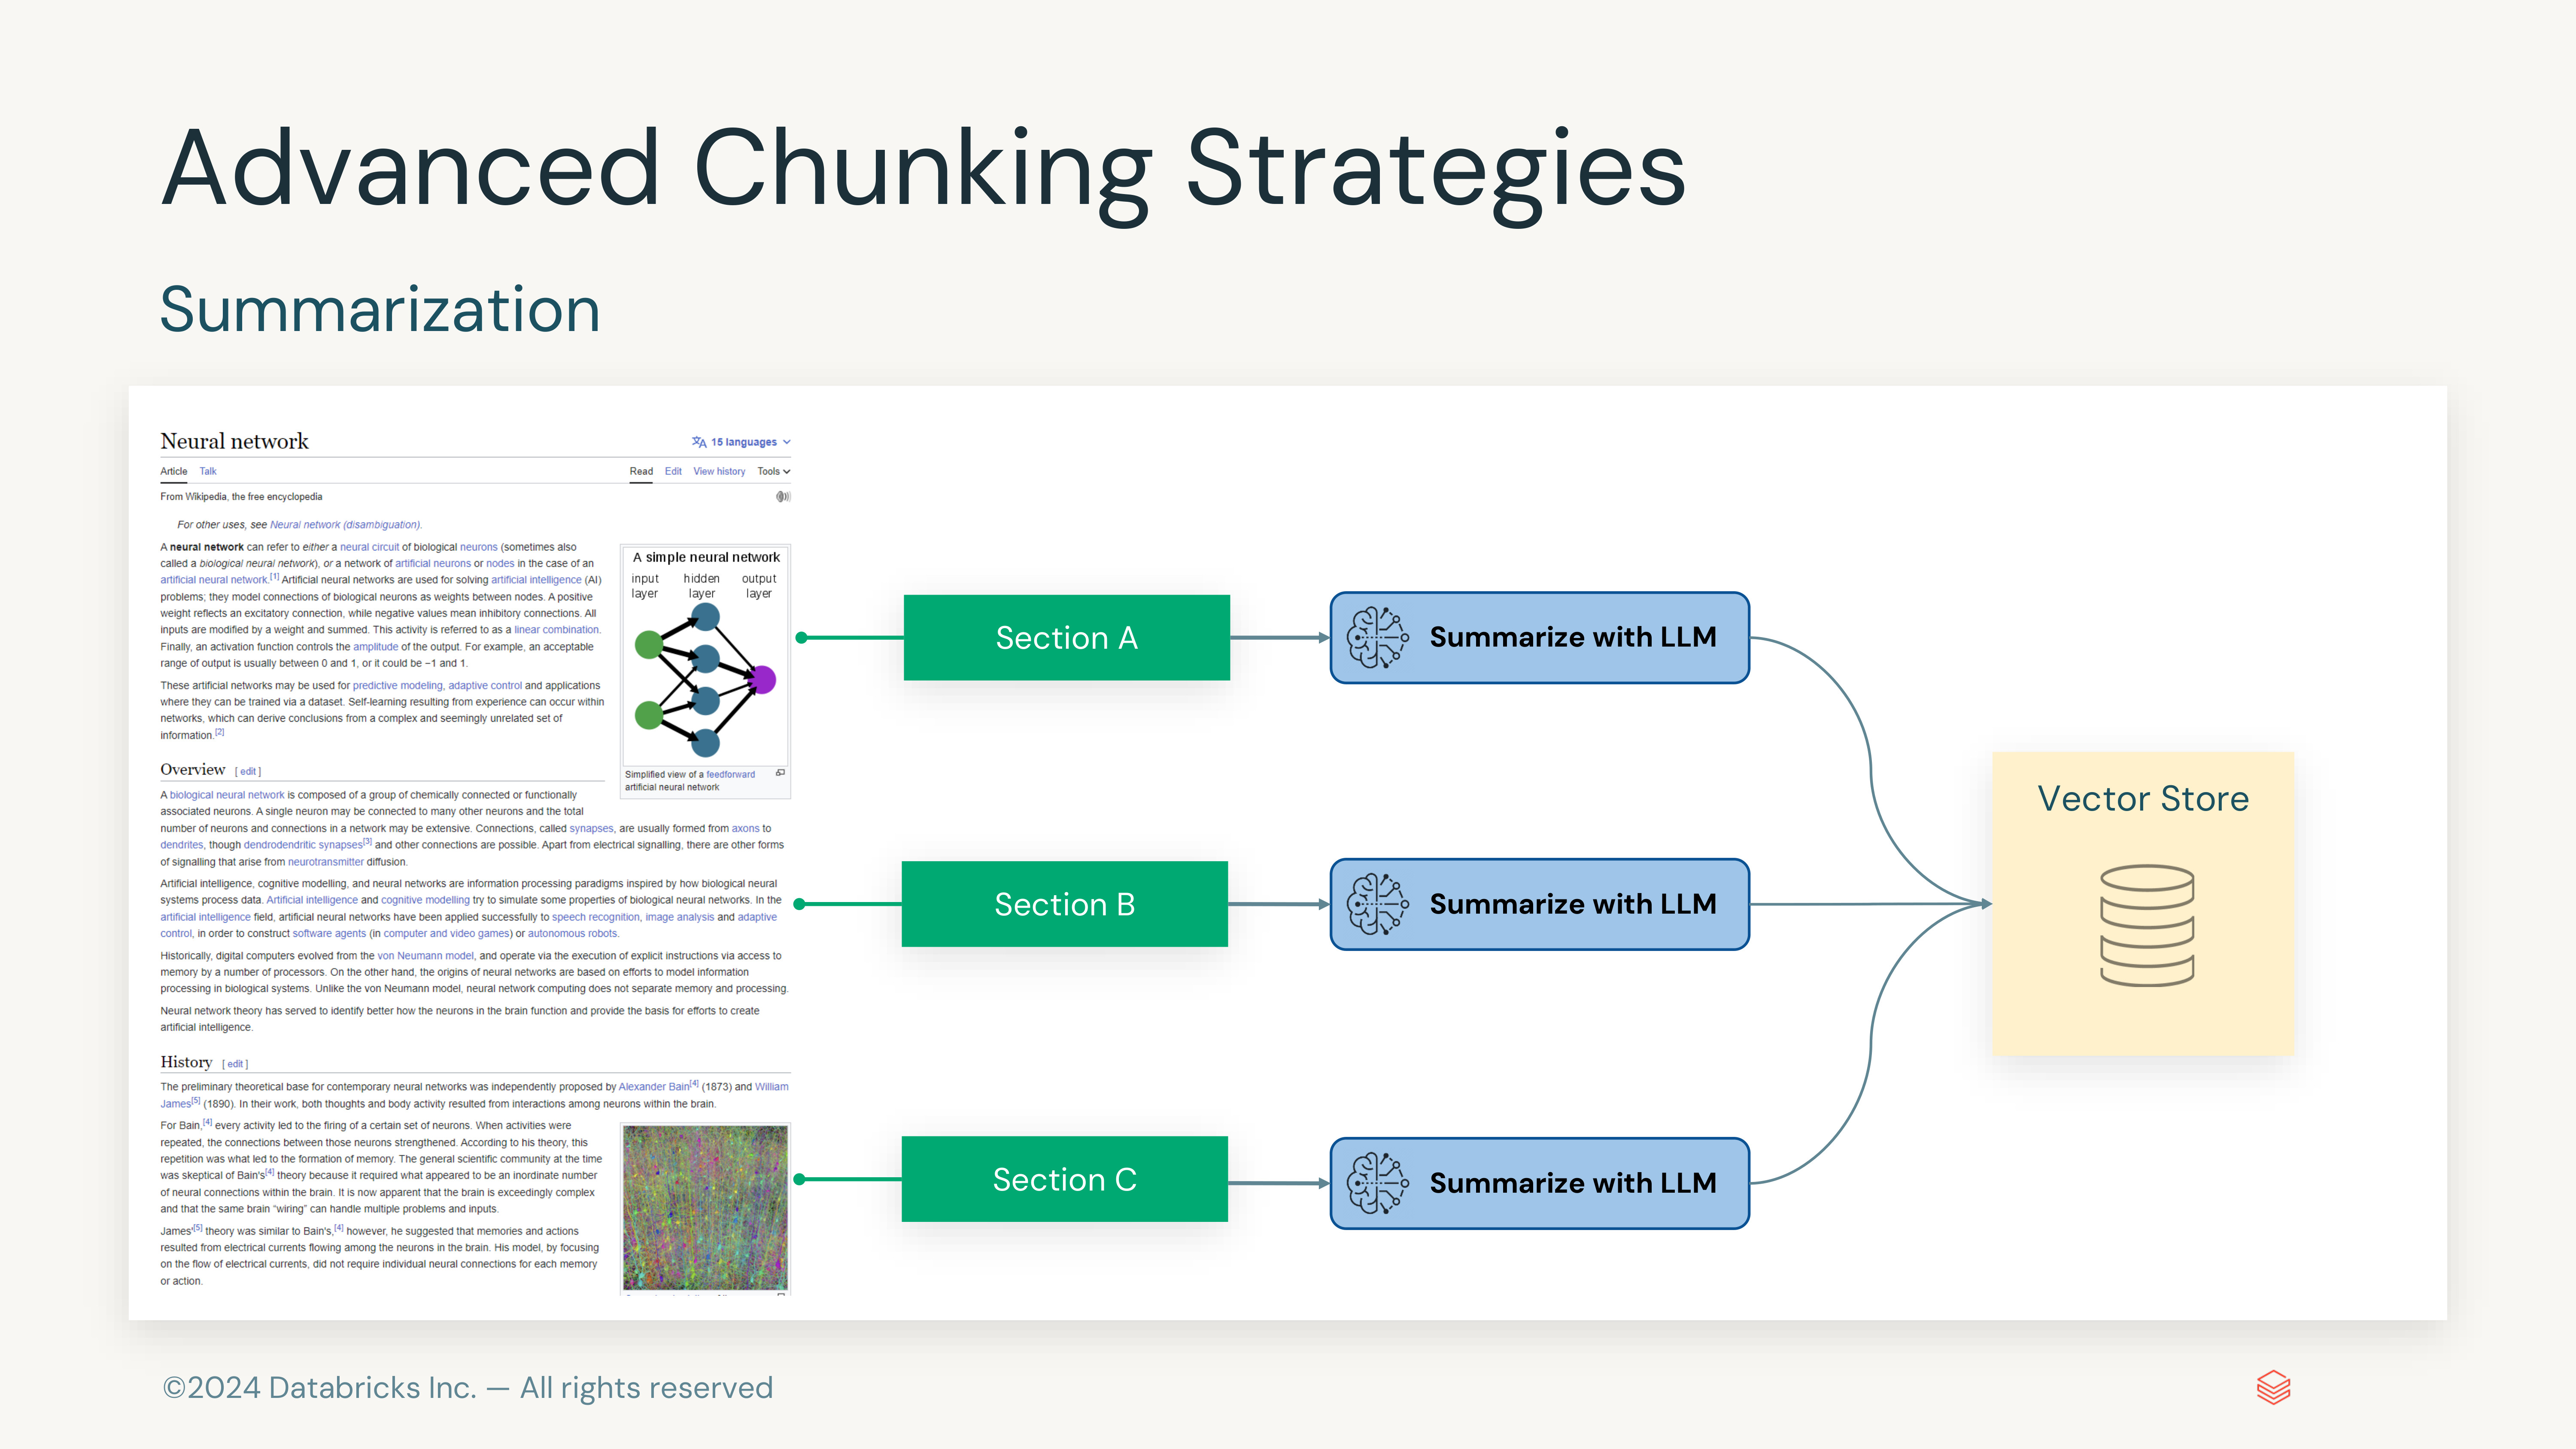 Advanced Chunking Strategies
Summarization
Neural network
15 languages
Article Talk Read Edit View history Tools
From Wikipedia, the free encyclopedia
For other uses, see Neural network (disambiguation).
A neural network can refer to either a neural circuit of biological neurons (sometimes also
called a biological neural network), or a network of artificial neurons or nodes in the case of an
artificial neural network.[1] Artificial neural networks are used for solving artificial intelligence (AI)
problems; they model connections of biological neurons as weights between nodes. A positive
weight reflects an excitatory connection, while negative values mean inhibitory connections. All
inputs are modified by a weight and summed. This activity is referred to as a linear combination.
Finally, an activation function controls the amplitude of the output. For example, an acceptable
range of output is usually between 0 and 1, or it could be −1 and 1.
These artificial networks may be used for predictive modeling, adaptive control and applications
where they can be trained via a dataset. Self-learning resulting from experience can occur within
networks, which can derive conclusions from a complex and seemingly unrelated set of
information.[2]
A simple neural network
input hidden output
layer layer layer
Simplified view of a feedforward
artificial neural network
Overview [ edit ]
A biological neural network is composed of a group of chemically connected or functionally
associated neurons. A single neuron may be connected to many other neurons and the total
number of neurons and connections in a network may be extensive. Connections, called synapses, are usually formed from axons to
dendrites, though dendrodendritic synapses[3] and other connections are possible. Apart from electrical signalling, there are other forms
of signalling that arise from neurotransmitter diffusion.
Artificial intelligence, cognitive modelling, and neural networks are information processing paradigms inspired by how biological neural
systems process data. Artificial intelligence and cognitive modelling try to simulate some properties of biological neural networks. In the
artificial intelligence field, artificial neural networks have been applied successfully to speech recognition, image analysis and adaptive
control, in order to construct software agents (in computer and video games) or autonomous robots.
Historically, digital computers evolved from the von Neumann model, and operate via the execution of explicit instructions via access to
memory by a number of processors. On the other hand, the origins of neural networks are based on efforts to model information
processing in biological systems. Unlike the von Neumann model, neural network computing does not separate memory and processing.
Neural network theory has served to identify better how the neurons in the brain function and provide the basis for efforts to create
artificial intelligence.
History [ edit ]
The preliminary theoretical base for contemporary neural networks was independently proposed by Alexander Bain[4] (1873) and William
James[5] (1890). In their work, both thoughts and body activity resulted from interactions among neurons within the brain.
For Bain,[4] every activity led to the firing of a certain set of neurons. When activities were
repeated, the connections between those neurons strengthened. According to his theory, this
repetition was what led to the formation of memory. The general scientific community at the time
was skeptical of Bain's[4] theory because it required what appeared to be an inordinate number
of neural connections within the brain. It is now apparent that the brain is exceedingly complex
and that the same brain “wiring” can handle multiple problems and inputs.
James'[5] theory was similar to Bain's,[4] however, he suggested that memories and actions
resulted from electrical currents flowing among the neurons in the brain. His model, by focusing
on the flow of electrical currents, did not require individual neural connections for each memory
or action.
Section A
Summarize with LLM
Section B
Summarize with LLM
Section C
Summarize with LLM
Vector Store
©2024 Databricks Inc. — All rights reserved